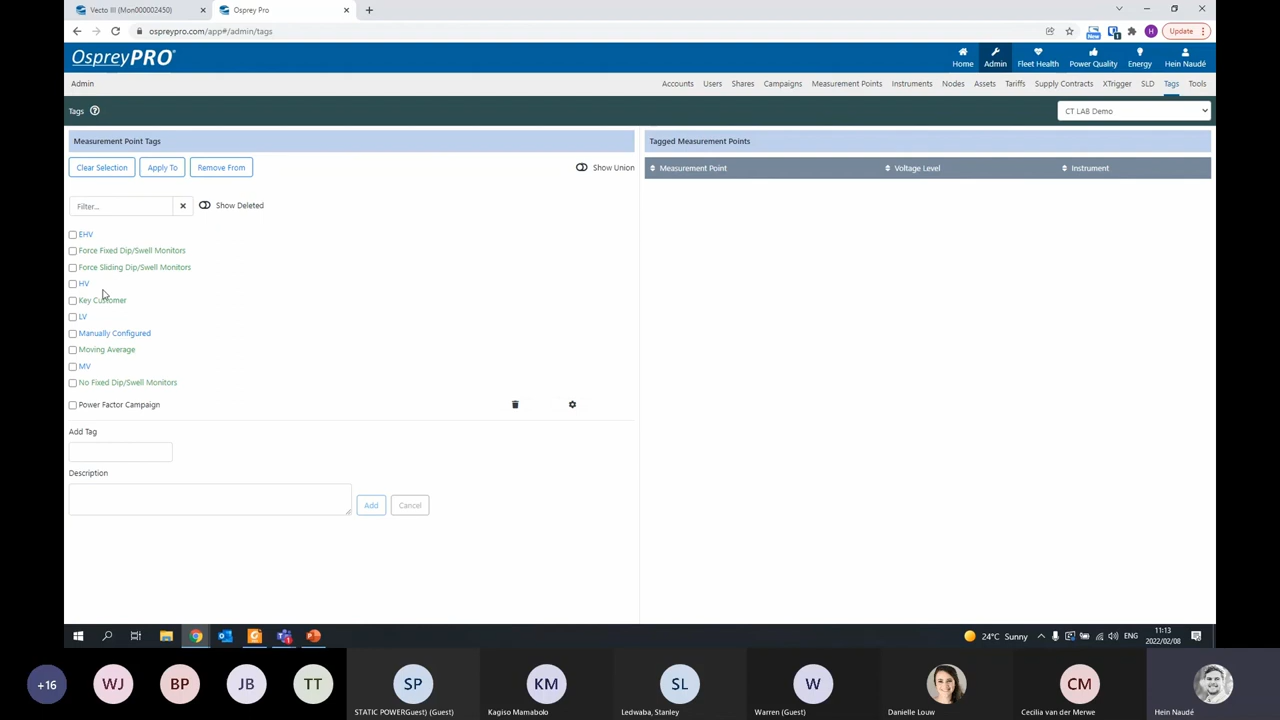 Vecto III (Mon000002450)
Osprey Pro
ospreypro.com/app#/admin/tags
New
1
H
Update
OspreyPRO®
Home
Admin
Fleet Health
Power Quality
Energy
Hein Naudé
Admin
Accounts
Users
Shares
Campaigns
Measurement Points
Instruments
Nodes
Assets
Tariffs
Supply Contracts
XTrigger
SLD
Tags
Tools
Tags
CT LAB Demo
Measurement Point Tags
Tagged Measurement Points
Clear Selection
Apply To
Remove From
Show Union
Measurement Point
Voltage Level
Instrument
Filter...
Show Deleted
EHV
Force Fixed Dip/Swell Monitors
Force Sliding Dip/Swell Monitors
HV
Key Customer
LV
Manually Configured
Moving Average
MV
No Fixed Dip/Swell Monitors
Power Factor Campaign
Add Tag
Description
Add
Cancel
24°C Sunny
ENG
11:13
2022/02/08
+16
WJ
BP
JB
TT
SP
STATIC POWERGuest) (Guest)
KM
Kagiso Mamabolo
SL
Ledwaba, Stanley
W
Warren (Guest)
Danielle Louw
CM
Cecilia van der Merwe
Hein Naudé